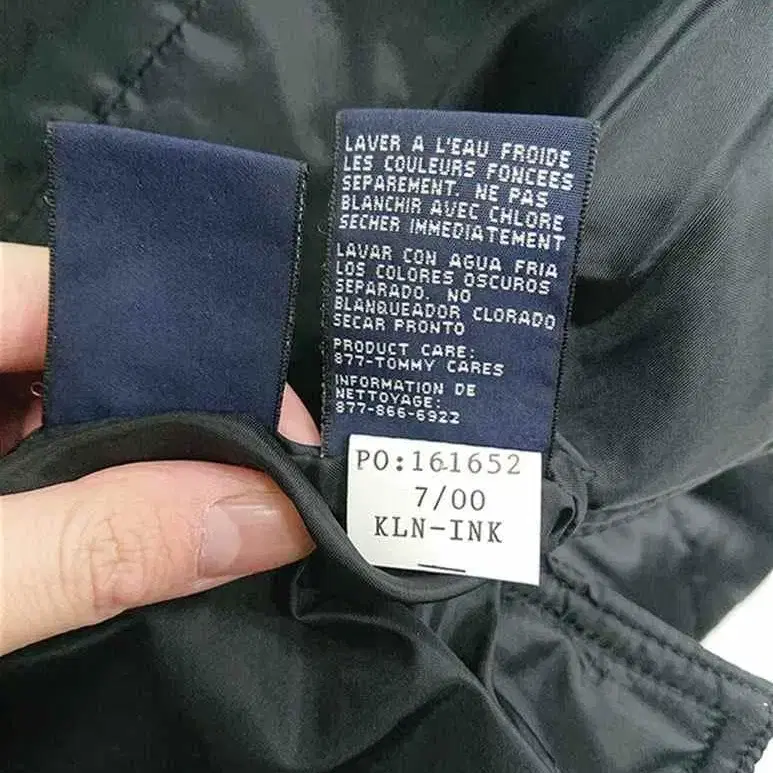 LAVER A L'EAU FROIDE
LES COULEURS FONCEES
SEPAREMENT. NE PAS
BLANCHIR AVEC CHLORE
SECHER IMMEDIATEMENT
LAVAR CON AGUA FRIA
LOS COLORES OSCUROS
SEPARADO. NO
BLANQUEADOR CLORADO
SECAR PRONTO
PRODUCT CARE:
877-TOMMY CARES
INFORMATION DE
NETTOYAGE:
877-866-6922
PO:161652
7/00
KLN-INK